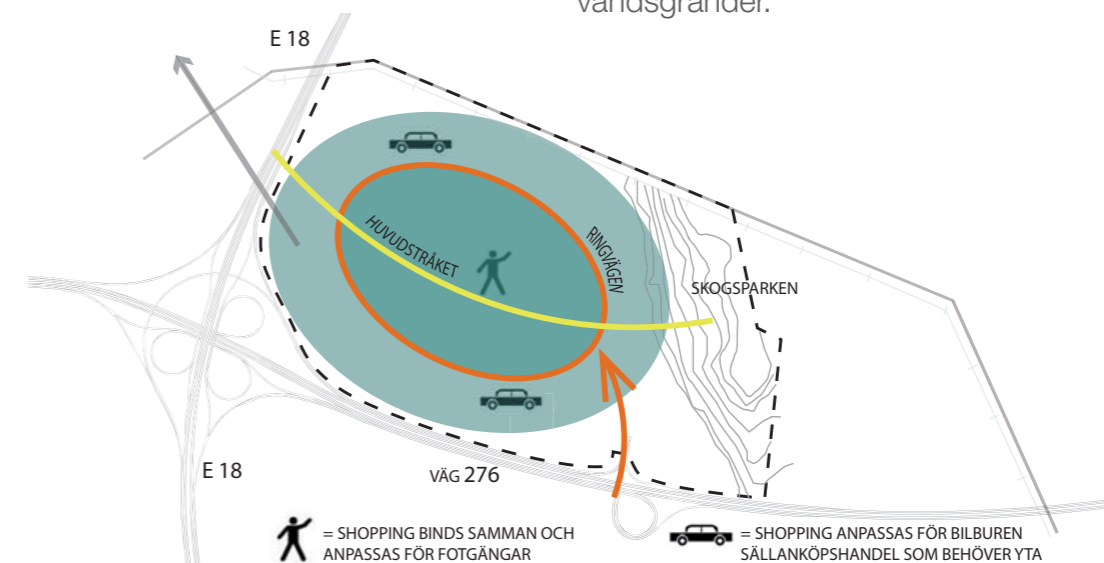 vändsgränder.
E 18
HUVUDSTRÅKET
RINGVÄGEN
SKOGSPARKEN
E 18
VÄG 276
= SHOPPING BINDS SAMMAN OCH
ANPASSAS FÖR FOTGÄNGAR
= SHOPPING ANPASSAS FÖR BILBUREN
SÄLLANKÖPSHANDEL SOM BEHÖVER YTA